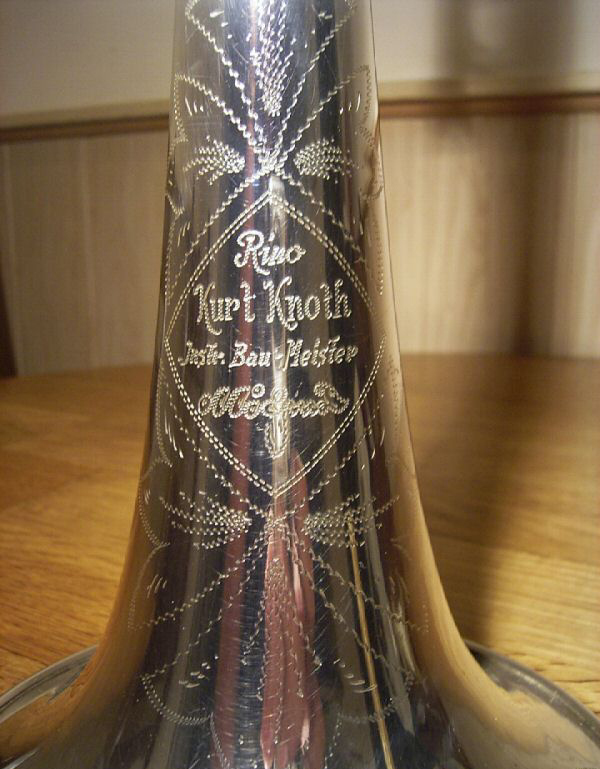 Rino
Kurt Knoth
Instr. Bau-Meister